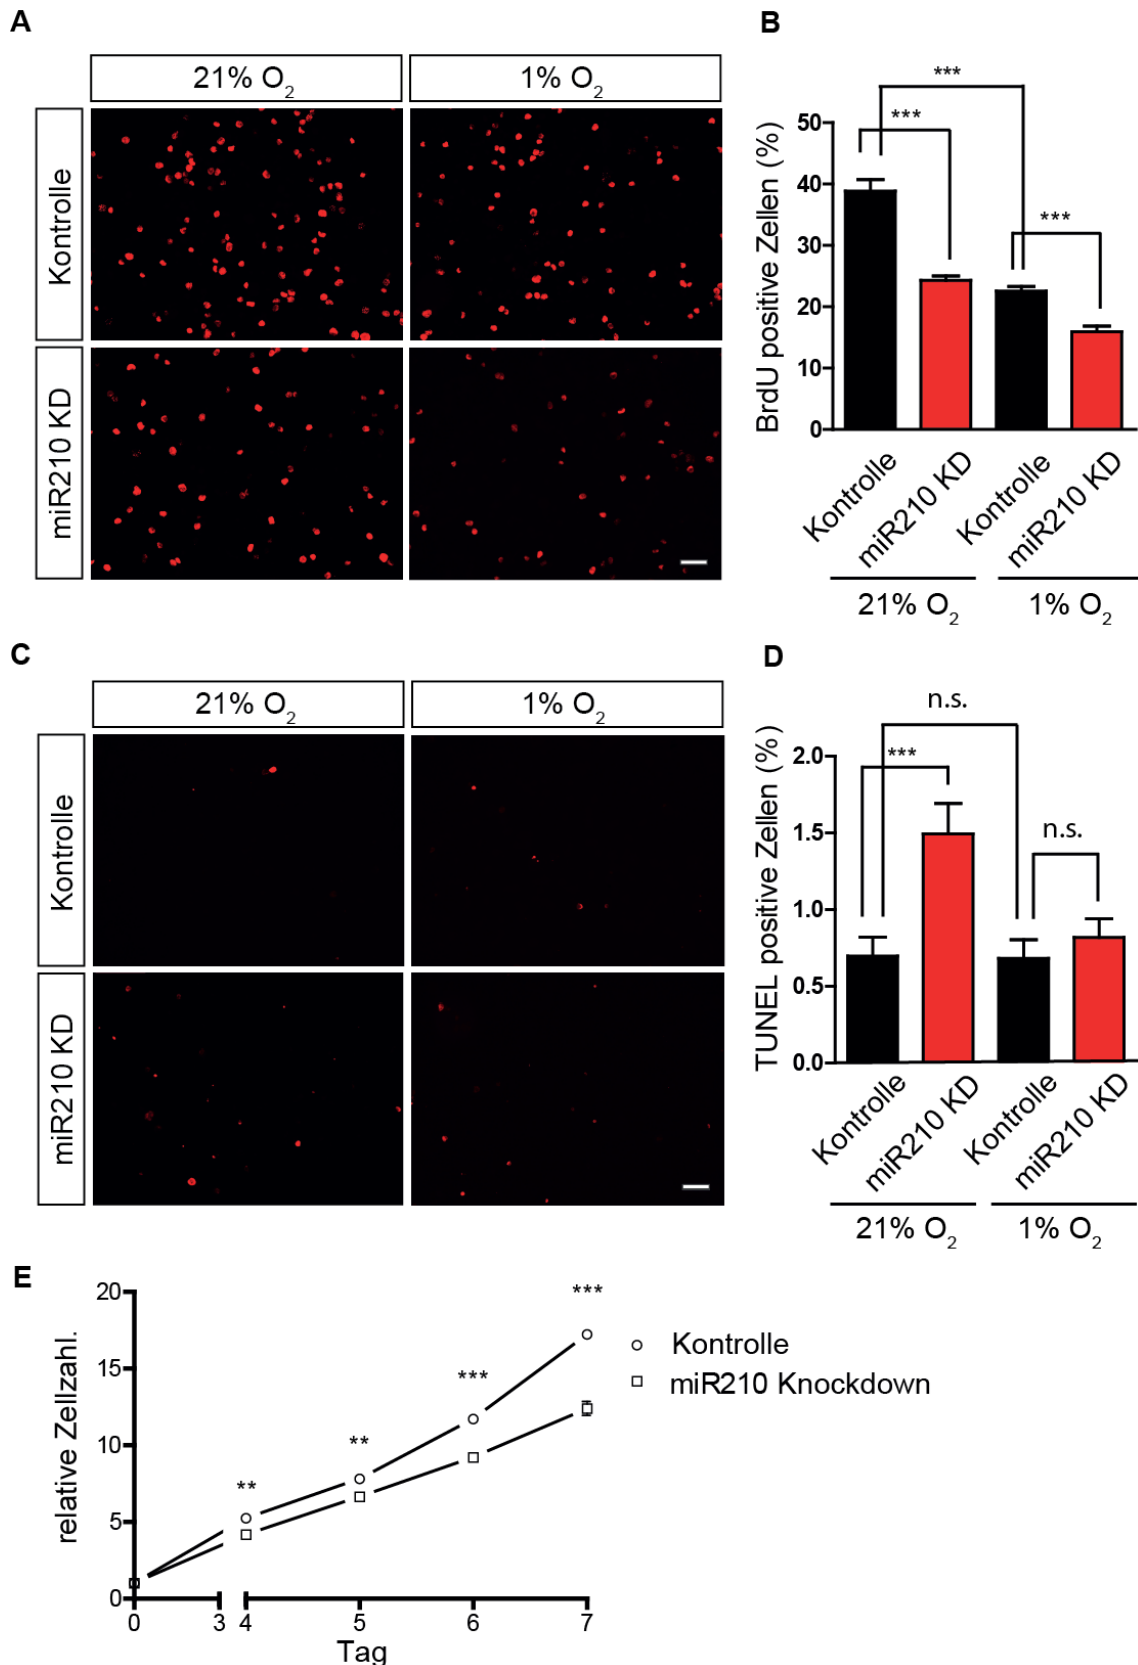 A
21% O₂
1% O₂
Kontrolle
miR210 KD
B
BrdU positive Zellen (%)
50
40
30
20
10
0
***
***
***
Kontrolle
miR210 KD
Kontrolle
miR210 KD
21% O₂
1% O₂
C
21% O₂
1% O₂
Kontrolle
miR210 KD
D
TUNEL positive Zellen (%)
2.0
1.5
1.0
0.5
0.0
n.s.
***
n.s.
Kontrolle
miR210 KD
Kontrolle
miR210 KD
21% O₂
1% O₂
E
relative Zellzahl.
20
15
10
5
0
**
**
***
***
0 3 4 5 6 7
Tag
Kontrolle
miR210 Knockdown